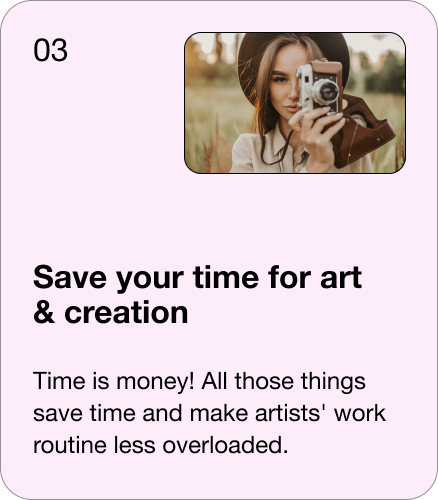 03
Save your time for art
& creation
Time is money! All those things
save time and make artists' work
routine less overloaded.